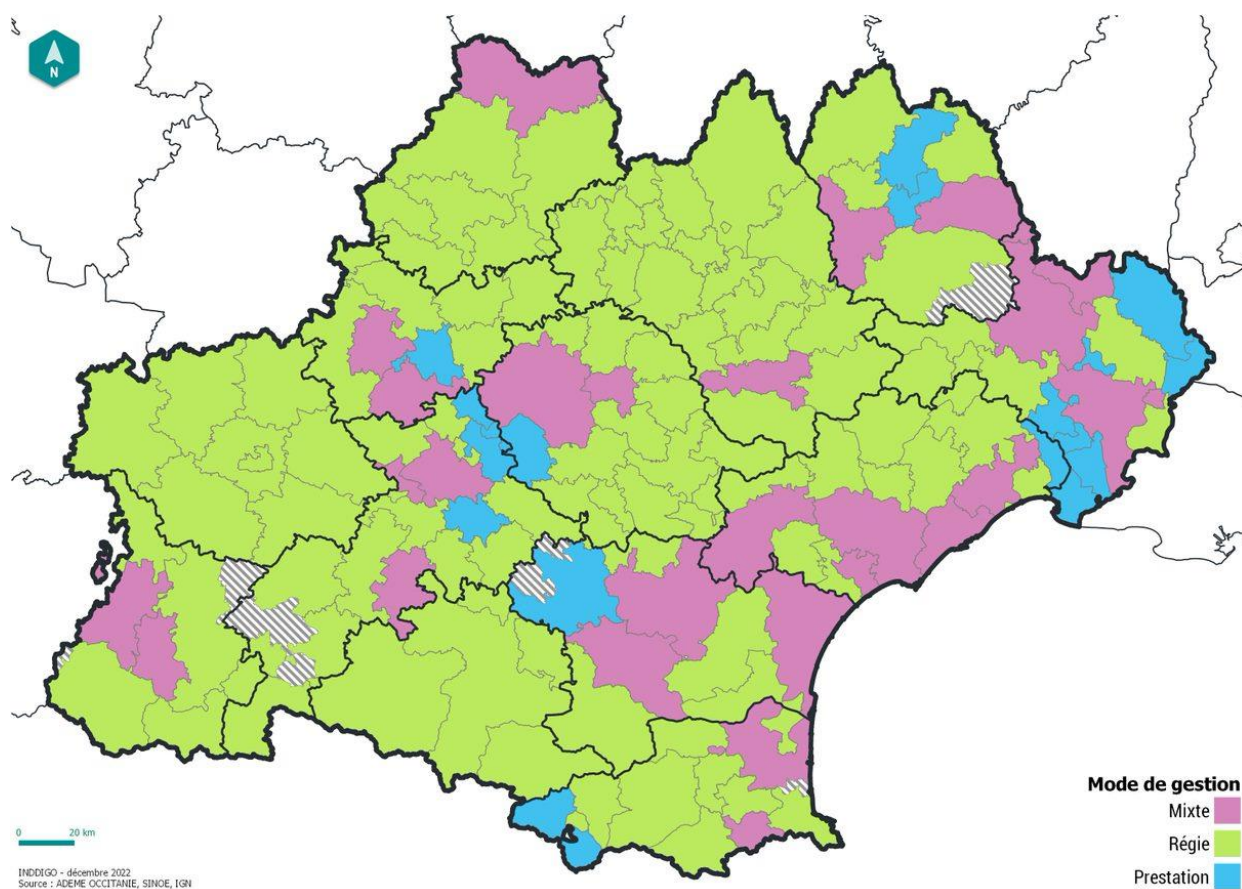 N
Mode de gestion
Mixte
Régie
Prestation
0 20 km
INDDIGO - décembre 2022
Source : ADEME OCCITANIE, SINOE, IGN